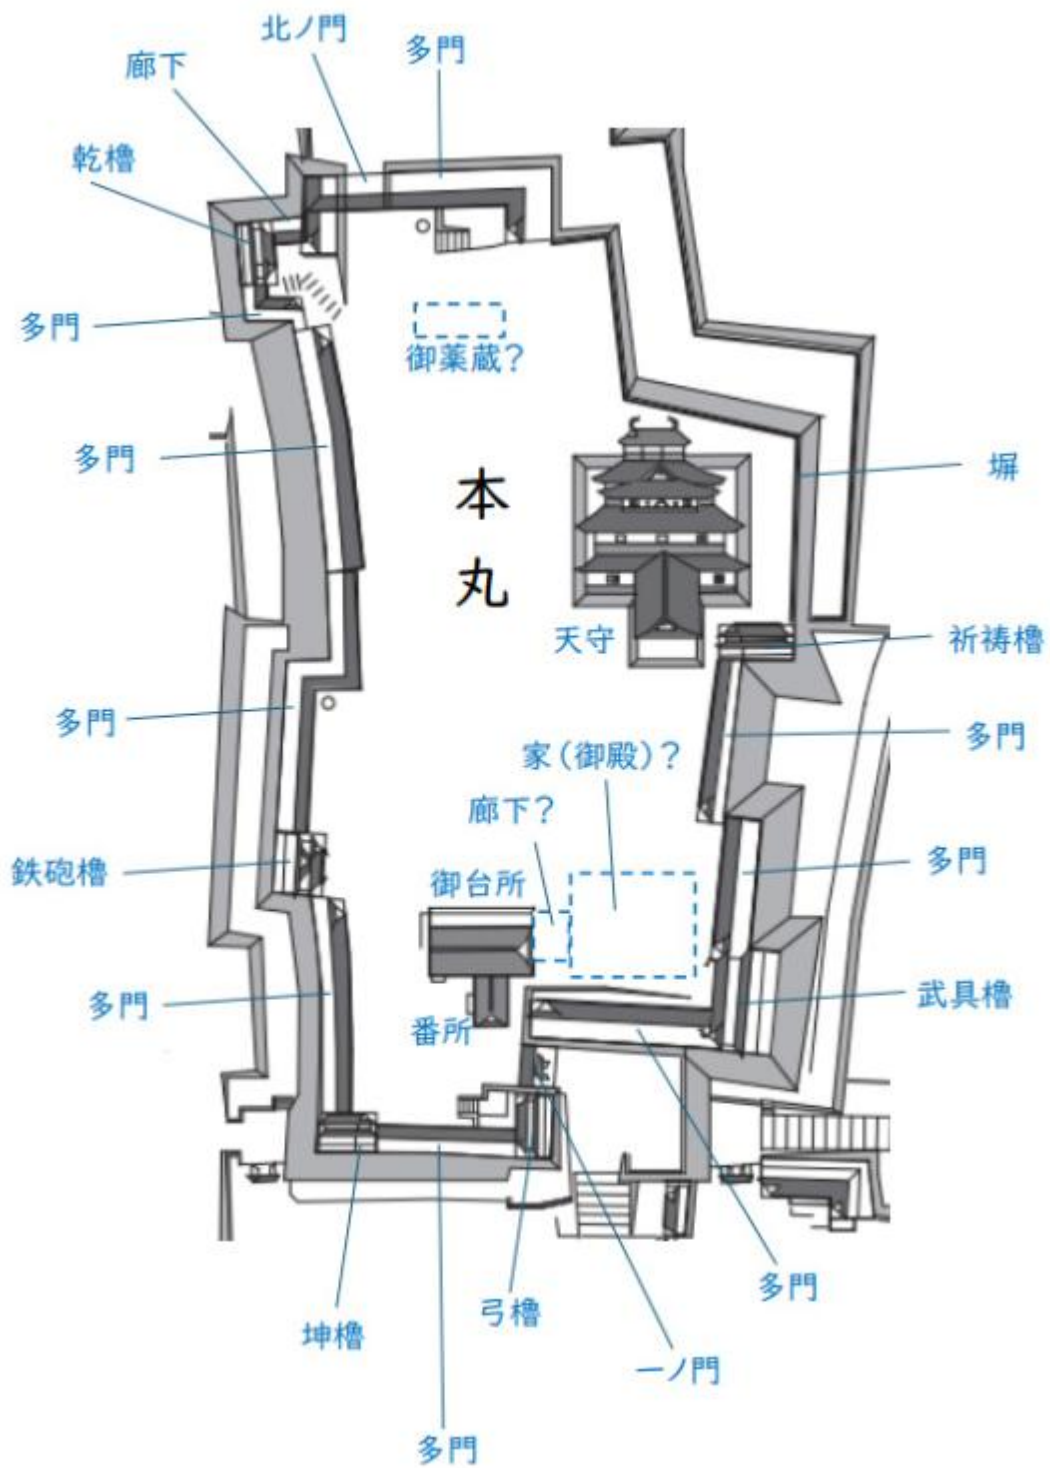 北ノ門
多門
廊下
乾櫓
多門
御薬蔵?
多門
本丸
塀
天守
祈祷櫓
多門
多門
家(御殿)?
廊下?
鉄砲櫓
御台所
多門
多門
武具櫓
番所
多門
弓櫓
坤櫓
一ノ門
多門